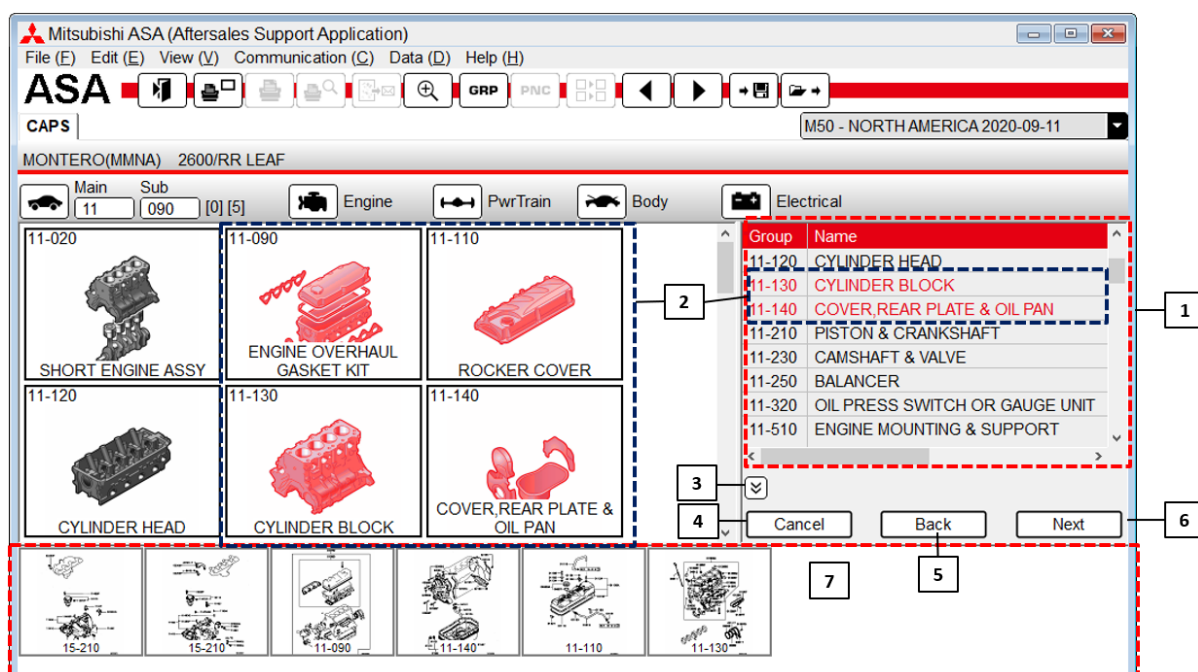 Mitsubishi ASA (Aftersales Support Application)
File (F) Edit (E) View (V) Communication (C) Data (D) Help (H)
ASA GRP PNC
CAPS M50 - NORTH AMERICA 2020-09-11
MONTERO(MMNA) 2600/RR LEAF
Main Sub
11 090 [0] [5] Engine PwrTrain Body Electrical
11-020
SHORT ENGINE ASSY
11-090
ENGINE OVERHAUL
GASKET KIT
11-110
ROCKER COVER
11-120
CYLINDER HEAD
11-130
CYLINDER BLOCK
11-140
COVER,REAR PLATE &
OIL PAN
2
Group Name
11-120 CYLINDER HEAD
11-130 CYLINDER BLOCK
11-140 COVER,REAR PLATE & OIL PAN
11-210 PISTON & CRANKSHAFT
11-230 CAMSHAFT & VALVE
11-250 BALANCER
11-320 OIL PRESS SWITCH OR GAUGE UNIT
11-510 ENGINE MOUNTING & SUPPORT
1
3
4
Cancel Back Next
6
5
7
15-210
15-210
11-090
11-140
11-110
11-130